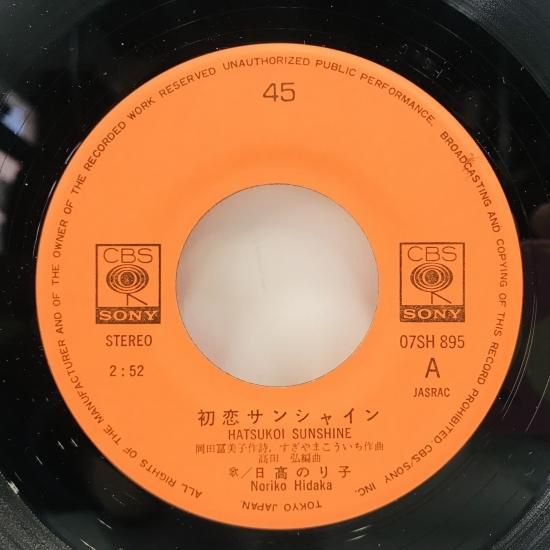 ALL RIGHTS OF THE MANUFACTURER AND OF THE OWNER OF THE RECORDED WORK RESERVED UNAUTHORIZED PUBLIC PERFORMANCE, BROADCASTING AND COPYING OF THIS RECORD PROHIBITED CBS/SONY INC. TOKYO JAPAN
45
CBS
SONY
STEREO
2:52
CBS
SONY
07SH 895
A
JASRAC
初恋サンシャイン
HATSUKOI SUNSHINE
岡田冨美子作詩，すぎやまこういち作曲
高田 弘編曲
歌／日髙のり子
Noriko Hidaka